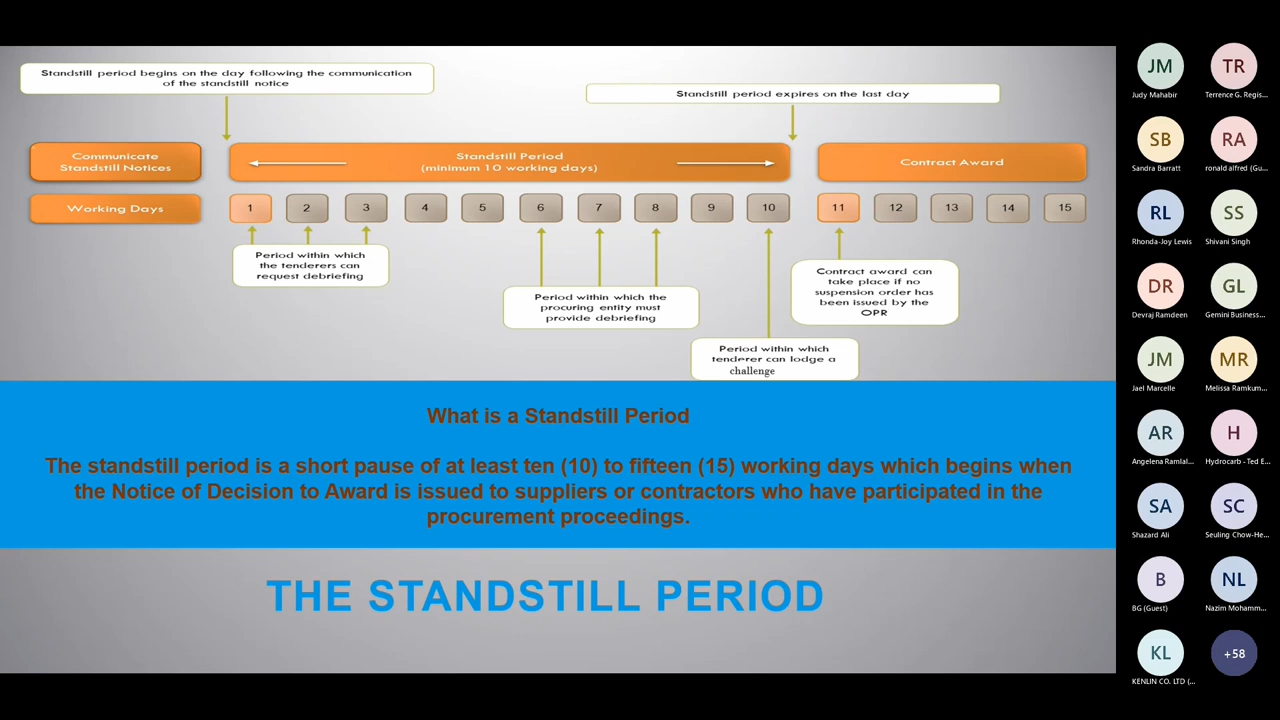 Standstill period begins on the day following the communication
of the standstill notice
Standstill period expires on the last day
Communicate
Standstill Notices
Standstill Period
(minimum 10 working days)
Contract Award
Working Days
1 2 3 4 5 6 7 8 9 10 11 12 13 14 15
Period within which
the tenderers can
request debriefing
Period within which the
procuring entity must
provide debriefing
Contract award can
take place if no
suspension order has
been issued by the
OPR
Period within which
tenderer can lodge a
challenge
What is a Standstill Period
The standstill period is a short pause of at least ten (10) to fifteen (15) working days which begins when
the Notice of Decision to Award is issued to suppliers or contractors who have participated in the
procurement proceedings.
THE STANDSTILL PERIOD
JM
Judy Mahabir
TR
Terrence G. Regis...
SB
Sandra Barratt
RA
ronald alfred (Gu...
RL
Rhonda-Joy Lewis
SS
Shivani Singh
DR
Devraj Ramdeen
GL
Gemini Business...
JM
Jael Marcelle
MR
Melissa Ramkum...
AR
Angelena Ramlal...
H
Hydrocarb - Ted E...
SA
Shazard Ali
SC
Seuling Chow-He...
B
BG (Guest)
NL
Nazim Mohamm...
KL
KENLIN CO. LTD (...
+58